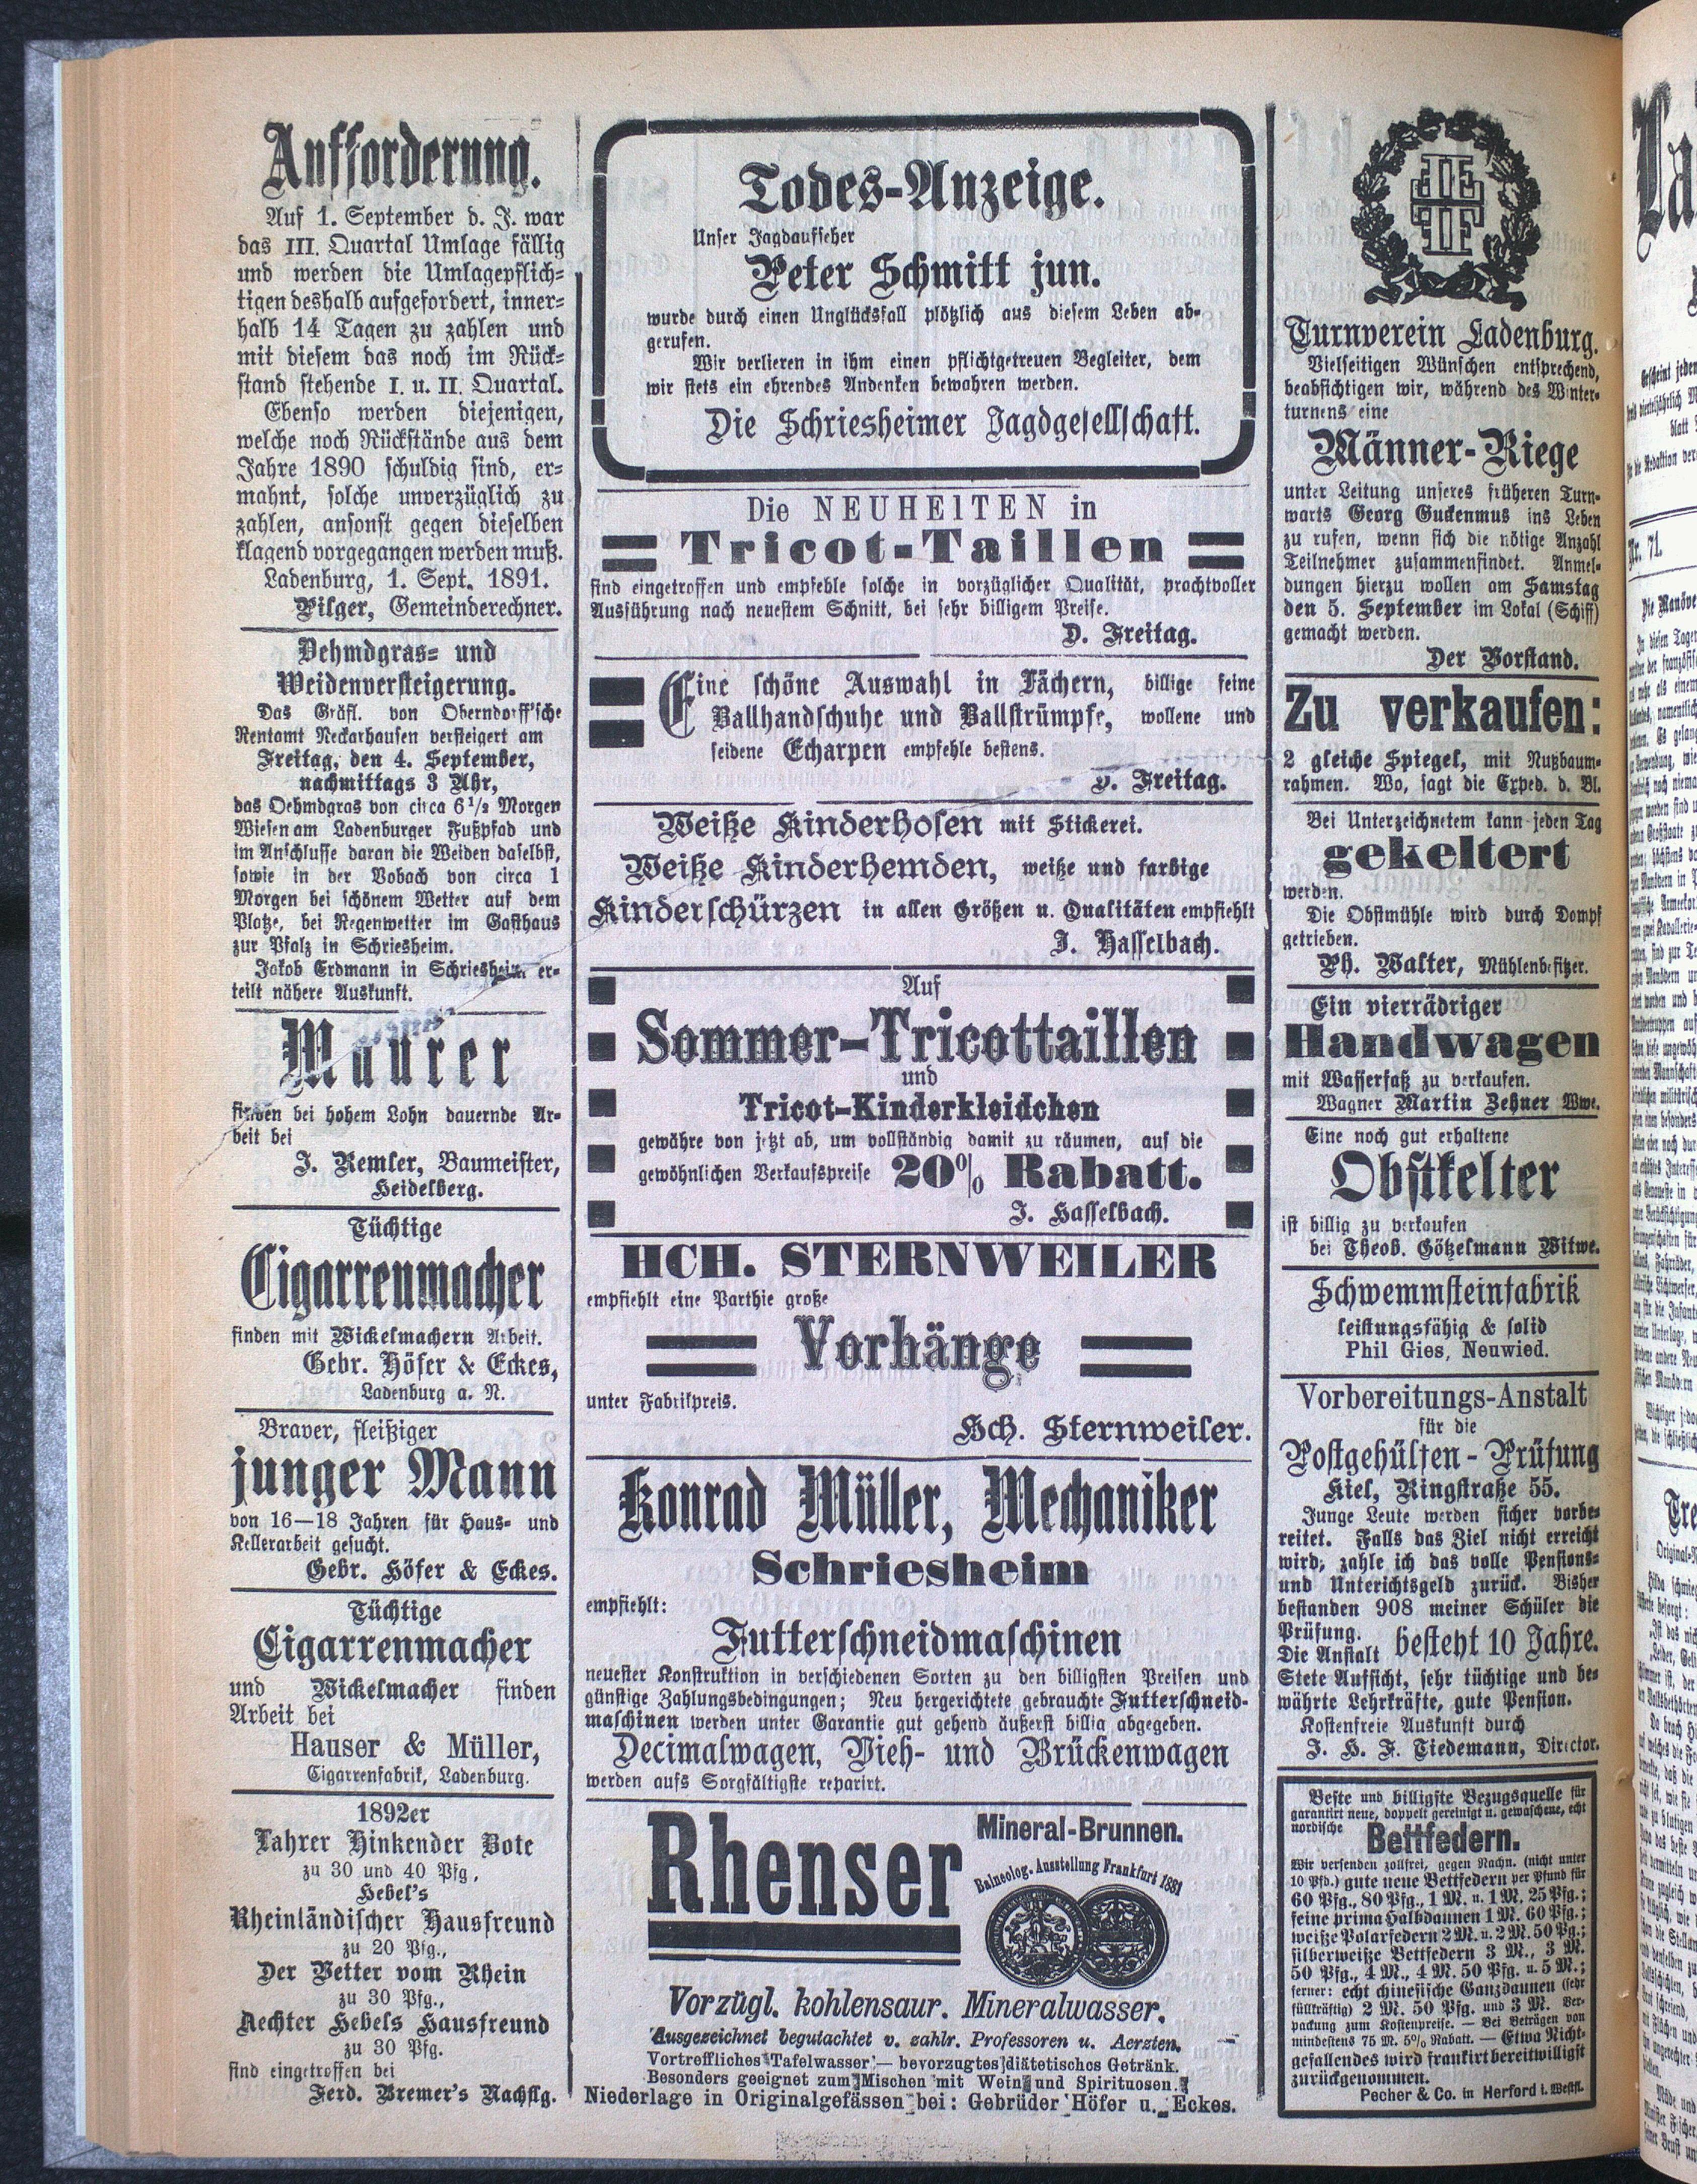 Aufforderung.
Auf 1. September d. J. war
das III. Quartal Umlage fällig
und werden die Umlagepflich-
tigen deshalb aufgefordert, inner-
halb 14 Tagen zu zahlen und
mit diesem das noch im Rück-
stand stehende I. u. II. Quartal.
Ebenso werden diejenigen,
welche noch Rückstände aus dem
Jahre 1890 schuldig sind, er-
mahnt, solche unverzüglich zu
zahlen, ansonst gegen dieselben
klagend vorgegangen werden muß.
Ladenburg, 1. Sept. 1891.
Pilger, Gemeinderechner.
Oehmdgras- und
Weidenversteigerung.
Das Gräfl. von Oberndorff'sche
Rentamt Neckarhausen versteigert am
Freitag, den 4. September,
nachmittags 3 Uhr,
das Oehmdgras von circa 6 1/2 Morgen
Wiesen am Ladenburger Fußpfad und
im Anschlusse daran die Weiden daselbst,
sowie in der Vobach von circa 1
Morgen bei schönem Wetter auf dem
Platze, bei Regenwetter im Gasthaus
zur Pfalz in Schriesheim.
Jakob Erdmann in Schriesheim er-
teilt nähere Auskunft.
Maurer
finden bei hohem Lohn dauernde Ar-
beit bei
J. Remler, Baumeister,
Heidelberg.
Tüchtige
Cigarrenmacher
finden mit Wickelmachern Arbeit.
Gebr. Höfer & Eckes,
Ladenburg a. N.
Braver, fleißiger
junger Mann
von 16—18 Jahren für Haus- und
Kellerarbeit gesucht.
Gebr. Höfer & Eckes.
Tüchtige
Cigarrenmacher
und Wickelmacher finden
Arbeit bei
Hauser & Müller,
Cigarrenfabrik, Ladenburg.
1892er
Lahrer Hinkender Bote
zu 30 und 40 Pfg.,
Hebel's
Rheinländischer Hausfreund
zu 20 Pfg.,
Der Vetter vom Rhein
zu 30 Pfg.,
Aechter Hebels Hausfreund
zu 30 Pfg.
sind eingetroffen bei
Ferd. Bremer's Nachflg.
Todes-Anzeige.
Unser Jagdaufseher
Peter Schmitt jun.
wurde durch einen Unglücksfall plötzlich aus diesem Leben ab-
gerufen.
Wir verlieren in ihm einen pflichtgetreuen Begleiter, dem
wir stets ein ehrendes Andenken bewahren werden.
Die Schriesheimer Jagdgesellschaft.
Die NEUHEITEN in
Tricot-Taillen
sind eingetroffen und empfehle solche in vorzüglicher Qualität, prachtvoller
Ausführung nach neuestem Schnitt, bei sehr billigem Preise.
D. Freitag.
Eine schöne Auswahl in Fächern, billige feine
Ballhandschuhe und Ballstrümpfe, wollene und
seidene Echarpen empfehle bestens.
D. Freitag.
Weiße Kinderhosen mit Stickerei.
Weiße Kinderhemden, weiße und farbige
Kinderschürzen in allen Größen u. Qualitäten empfiehlt
J. Hasselbach.
Auf
Sommer-Tricottaillen
und
Tricot-Kinderkleidchen
gewähre von jetzt ab, um vollständig damit zu räumen, auf die
gewöhnlichen Verkaufspreise 20% Rabatt.
J. Hasselbach.
HCH. STERNWEILER
empfiehlt eine Parthie große
Vorhänge
unter Fabrikpreis.
Hch. Sternweiler.
Konrad Müller, Mechaniker
Schriesheim
empfiehlt:
Futterschneidmaschinen
neuester Konstruktion in verschiedenen Sorten zu den billigsten Preisen und
günstige Zahlungsbedingungen; Neu hergerichtete gebrauchte Futterschneid-
maschinen werden unter Garantie gut gehend äußerst billig abgegeben.
Decimalwagen, Vieh- und Brückenwagen
werden aufs Sorgfältigste reparirt.
Rhenser
Mineral-Brunnen.
Balneolog. Ausstellung Frankfurt 1881
Vorzügl. kohlensaur. Mineralwasser.
Ausgezeichnet begutachtet v. zahlr. Professoren u. Aerzten.
Vortreffliches Tafelwasser — bevorzugtes diätetisches Getränk.
Besonders geeignet zum Mischen mit Wein und Spirituosen.
Niederlage in Originalgefässen bei: Gebrüder Höfer u. Eckes.
Turnverein Ladenburg.
Vielseitigen Wünschen entsprechend,
beabsichtigen wir, während des Winter-
turnens eine
Männer-Riege
unter Leitung unseres früheren Turn-
warts Georg Guckenmus ins Leben
zu rufen, wenn sich die nötige Anzahl
Teilnehmer zusammenfindet. Anmel-
dungen hierzu wollen am Samstag
den 5. September im Lokal (Schiff)
gemacht werden.
Der Vorstand.
Zu verkaufen:
2 gleiche Spiegel, mit Nußbaum-
rahmen. Wo, sagt die Exped. d. Bl.
Bei Unterzeichnetem kann jeden Tag
gekeltert
werden.
Die Obstmühle wird durch Dampf
getrieben.
Ph. Walter, Mühlenbesitzer.
Ein vierrädriger
Handwagen
mit Wasserfaß zu verkaufen.
Wagner Martin Zehner Wwe.
Eine noch gut erhaltene
Obstkelter
ist billig zu verkaufen
bei Theob. Götzelmann Witwe.
Schwemmsteinfabrik
leistungsfähig & solid
Phil Gies, Neuwied.
Vorbereitungs-Anstalt
für die
Postgehülfen-Prüfung
Kiel, Ringstraße 55.
Junge Leute werden sicher vorbe-
reitet. Falls das Ziel nicht erreicht
wird, zahle ich das volle Pensions-
und Unterichtsgeld zurück. Bisher
bestanden 908 meiner Schüler die
Prüfung.
Die Anstalt besteht 10 Jahre.
Stete Aufsicht, sehr tüchtige und be-
währte Lehrkräfte, gute Pension.
Kostenfreie Auskunft durch
J. H. F. Tiedemann, Director.
Beste und billigste Bezugsquelle für
garantirt neue, doppelt gereinigt u. gewaschene, echt
nordische Bettfedern.
Wir versenden zollfrei, gegen Nachn. (nicht unter
10 Pfd.) gute neue Bettfedern per Pfund für
60 Pfg., 80 Pfg., 1 M. u. 1 M. 25 Pfg.;
feine prima Halbdaunen 1 M. 60 Pfg.;
weiße Polarfedern 2 M. u. 2 M. 50 Pfg.;
silberweiße Bettfedern 3 M., 3 M.
50 Pfg., 4 M., 4 M. 50 Pfg. u. 5 M.;
ferner: echt chinesische Ganzdaunen (sehr
füllkräftig) 2 M. 50 Pfg. und 3 M. Ver-
packung zum Kostenpreise. — Bei Beträgen von
mindestens 75 M. 5% Rabatt. — Etwa Nicht-
gefallendes wird frankirt bereitwilligst
zurückgenommen.
Pecher & Co. in Herford i. Westfl.
Nr. 71.